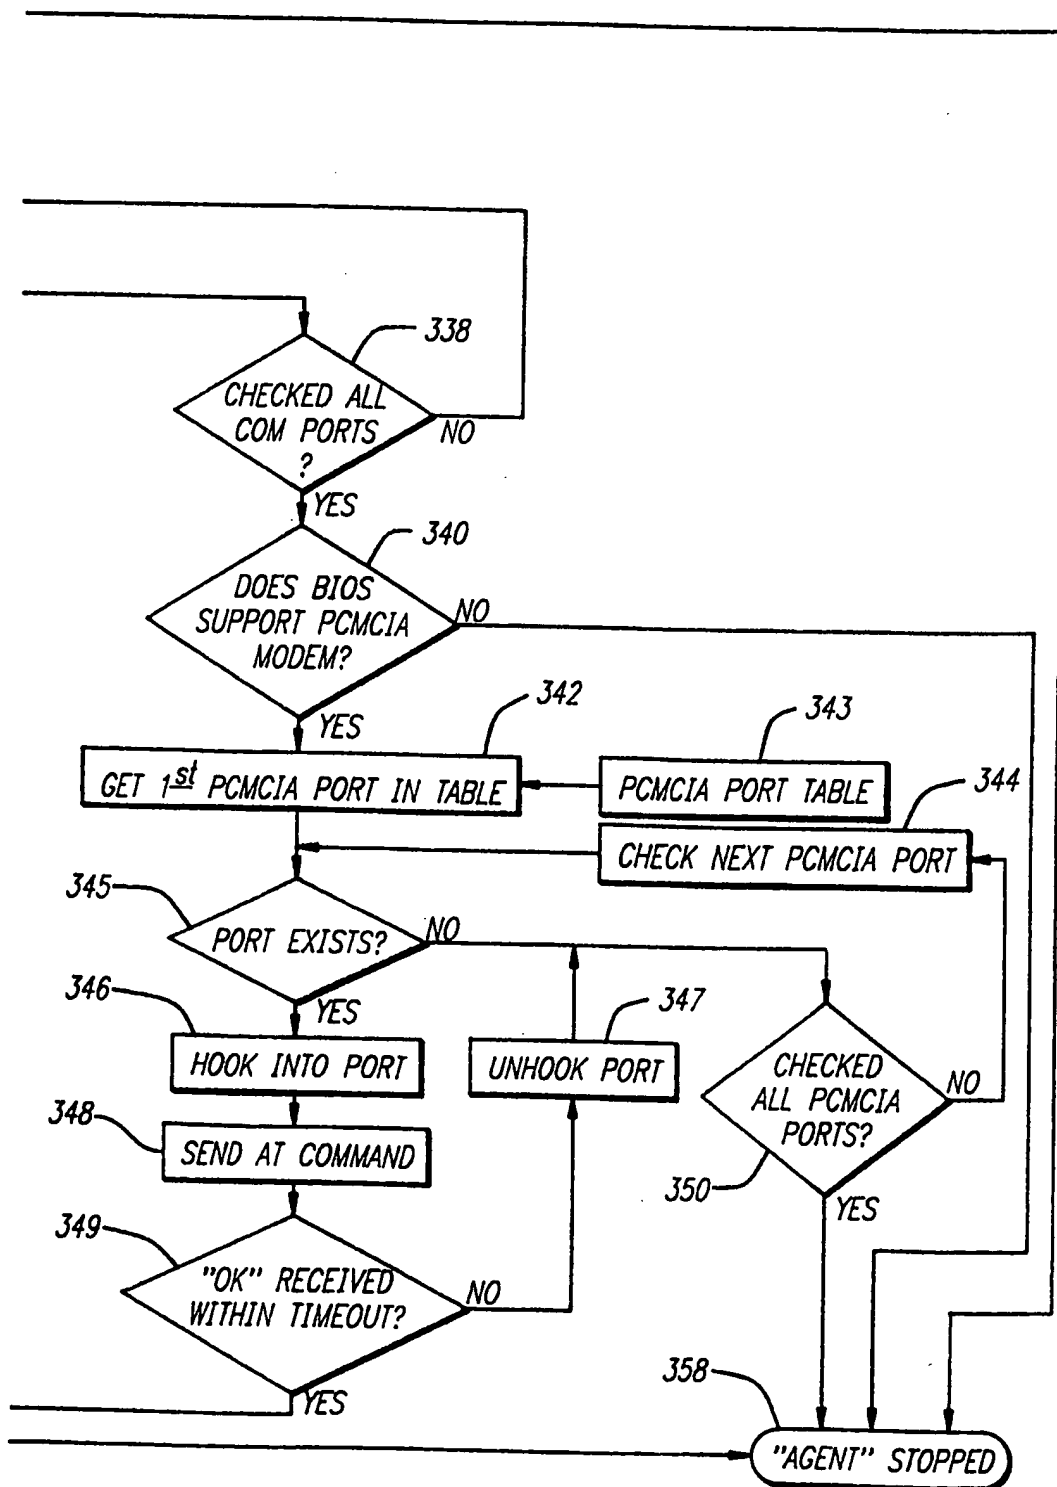 338
CHECKED ALL
COM PORTS
?
NO
YES
340
DOES BIOS
SUPPORT PCMCIA
MODEM?
NO
YES
342
GET 1st PCMCIA PORT IN TABLE
343
PCMCIA PORT TABLE
344
CHECK NEXT PCMCIA PORT
345
PORT EXISTS?
NO
YES
346
HOOK INTO PORT
347
UNHOOK PORT
CHECKED
ALL PCMCIA
PORTS?
NO
350
YES
348
SEND AT COMMAND
349
"OK" RECEIVED
WITHIN TIMEOUT?
NO
YES
358
"AGENT" STOPPED